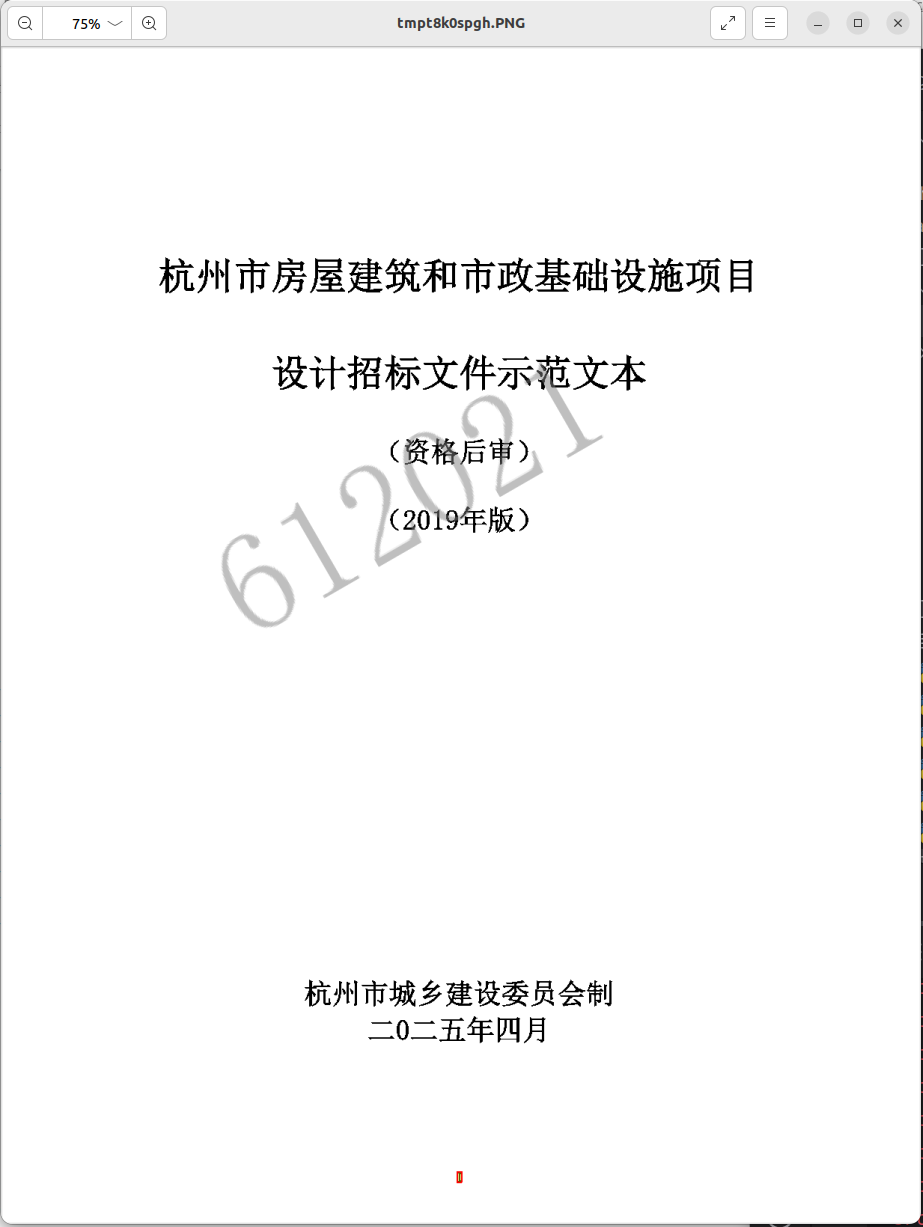 75%
tmpt8k0spgh.PNG
杭州市房屋建筑和市政基础设施项目
设计招标文件示范文本
（资格后审）
（2019年版）
612021
杭州市城乡建设委员会制
二0二五年四月